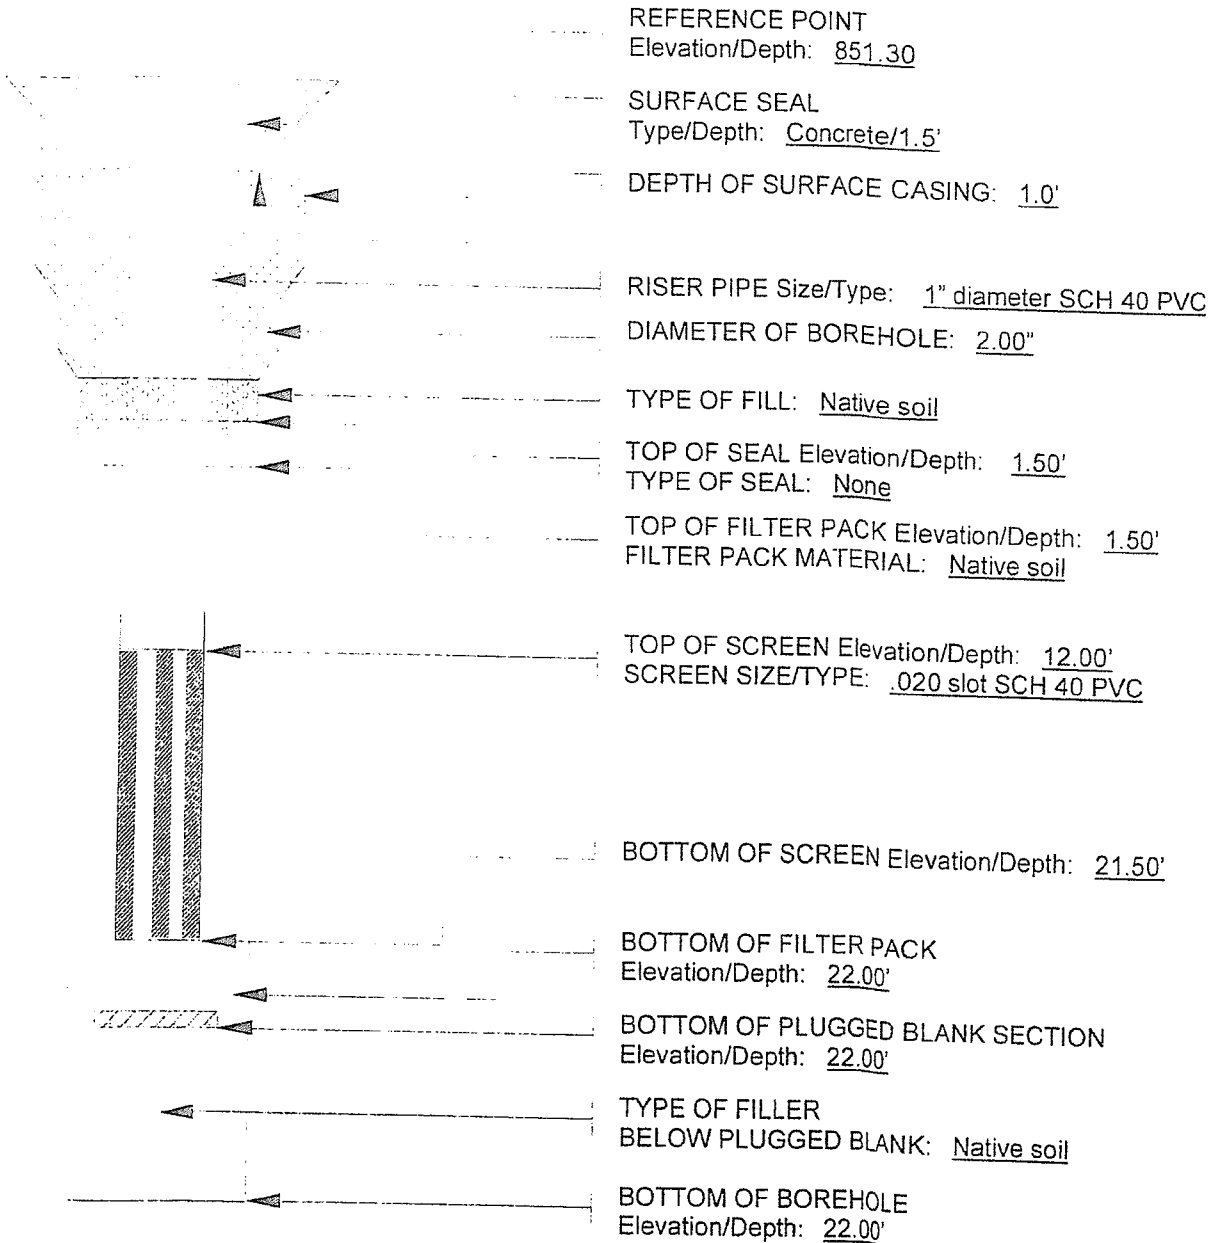 REFERENCE POINT
Elevation/Depth: 851.30
SURFACE SEAL
Type/Depth: Concrete/1.5'
DEPTH OF SURFACE CASING: 1.0'
RISER PIPE Size/Type: 1" diameter SCH 40 PVC
DIAMETER OF BOREHOLE: 2.00"
TYPE OF FILL: Native soil
TOP OF SEAL Elevation/Depth: 1.50'
TYPE OF SEAL: None
TOP OF FILTER PACK Elevation/Depth: 1.50'
FILTER PACK MATERIAL: Native soil
TOP OF SCREEN Elevation/Depth: 12.00'
SCREEN SIZE/TYPE: .020 slot SCH 40 PVC
BOTTOM OF SCREEN Elevation/Depth: 21.50'
BOTTOM OF FILTER PACK
Elevation/Depth: 22.00'
BOTTOM OF PLUGGED BLANK SECTION
Elevation/Depth: 22.00'
TYPE OF FILLER
BELOW PLUGGED BLANK: Native soil
BOTTOM OF BOREHOLE
Elevation/Depth: 22.00'